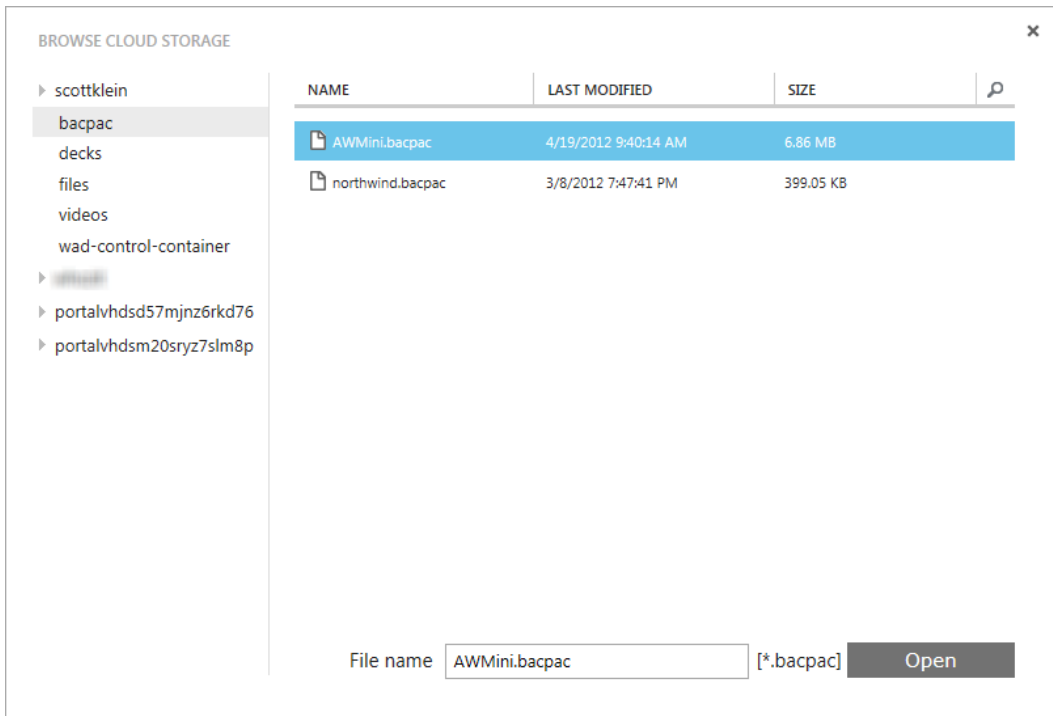 BROWSE CLOUD STORAGE
scottklein
bacpac
decks
files
videos
wad-control-container
portalvhdsd57mjnz6rkd76
portalvhdsm20sryz7slm8p
NAME LAST MODIFIED SIZE
AWMini.bacpac 4/19/2012 9:40:14 AM 6.86 MB
northwind.bacpac 3/8/2012 7:47:41 PM 399.05 KB
File name AWMini.bacpac [*.bacpac] Open